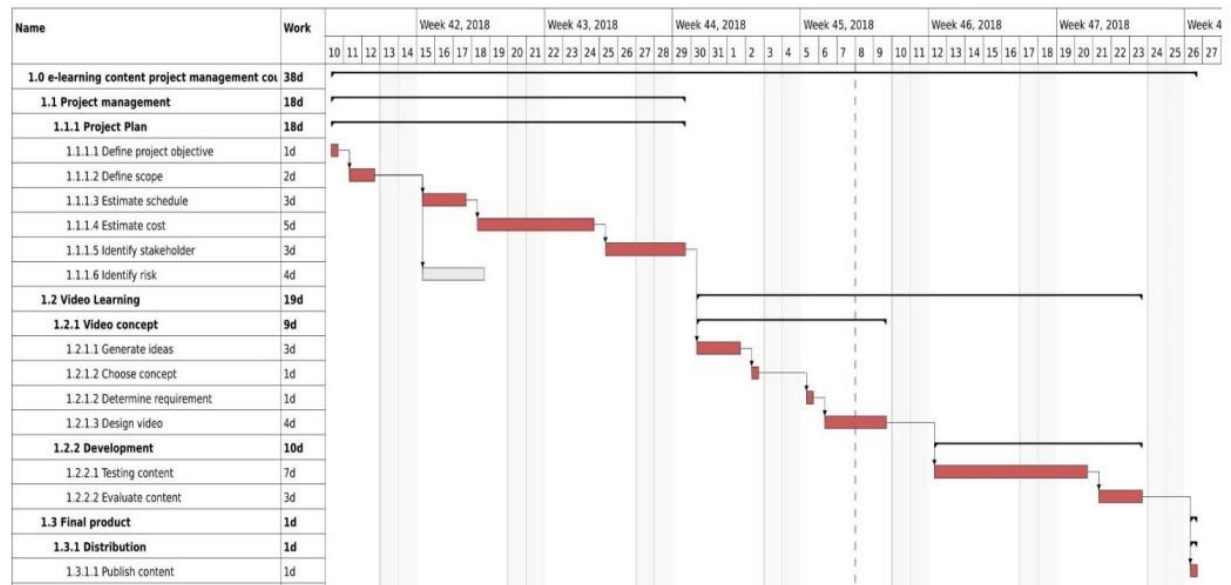 Name Work Week 42, 2018 Week 43, 2018 Week 44, 2018 Week 45, 2018 Week 46, 2018 Week 47, 2018 Week 4
10 11 12 13 14 15 16 17 18 19 20 21 22 23 24 25 26 27 28 29 30 31 1 2 3 4 5 6 7 8 9 10 11 12 13 14 15 16 17 18 19 20 21 22 23 24 25 26 27
1.0 e-learning content project management cou 38d
1.1 Project management 18d
1.1.1 Project Plan 18d
1.1.1.1 Define project objective 1d
1.1.1.2 Define scope 2d
1.1.1.3 Estimate schedule 3d
1.1.1.4 Estimate cost 5d
1.1.1.5 Identify stakeholder 3d
1.1.1.6 Identify risk 4d
1.2 Video Learning 19d
1.2.1 Video concept 9d
1.2.1.1 Generate ideas 3d
1.2.1.2 Choose concept 1d
1.2.1.2 Determine requirement 1d
1.2.1.3 Design video 4d
1.2.2 Development 10d
1.2.2.1 Testing content 7d
1.2.2.2 Evaluate content 3d
1.3 Final product 1d
1.3.1 Distribution 1d
1.3.1.1 Publish content 1d